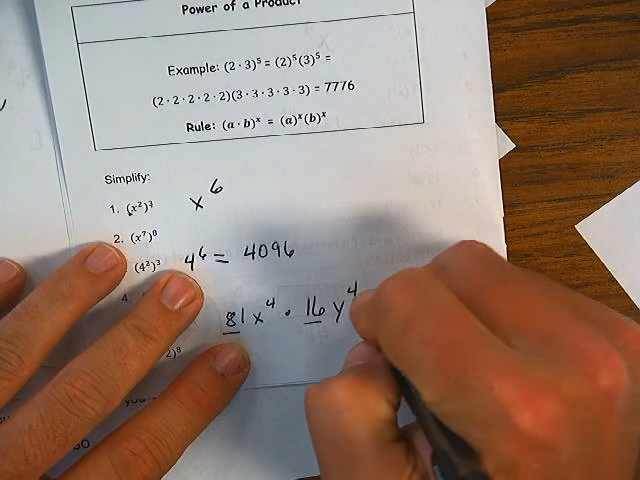 Power of a Product
Example: (2 · 3)⁵ = (2)⁵(3)⁵ =
(2 · 2 · 2 · 2 · 2)(3 · 3 · 3 · 3 · 3) = 7776
Rule: (a · b)ˣ = (a)ˣ(b)ˣ
Simplify:
1. (x²)³ x⁶
2. (x⁷)⁸
(4²)³ 4⁶ = 4096
4.
81x⁴ · 16y⁴
2)⁸